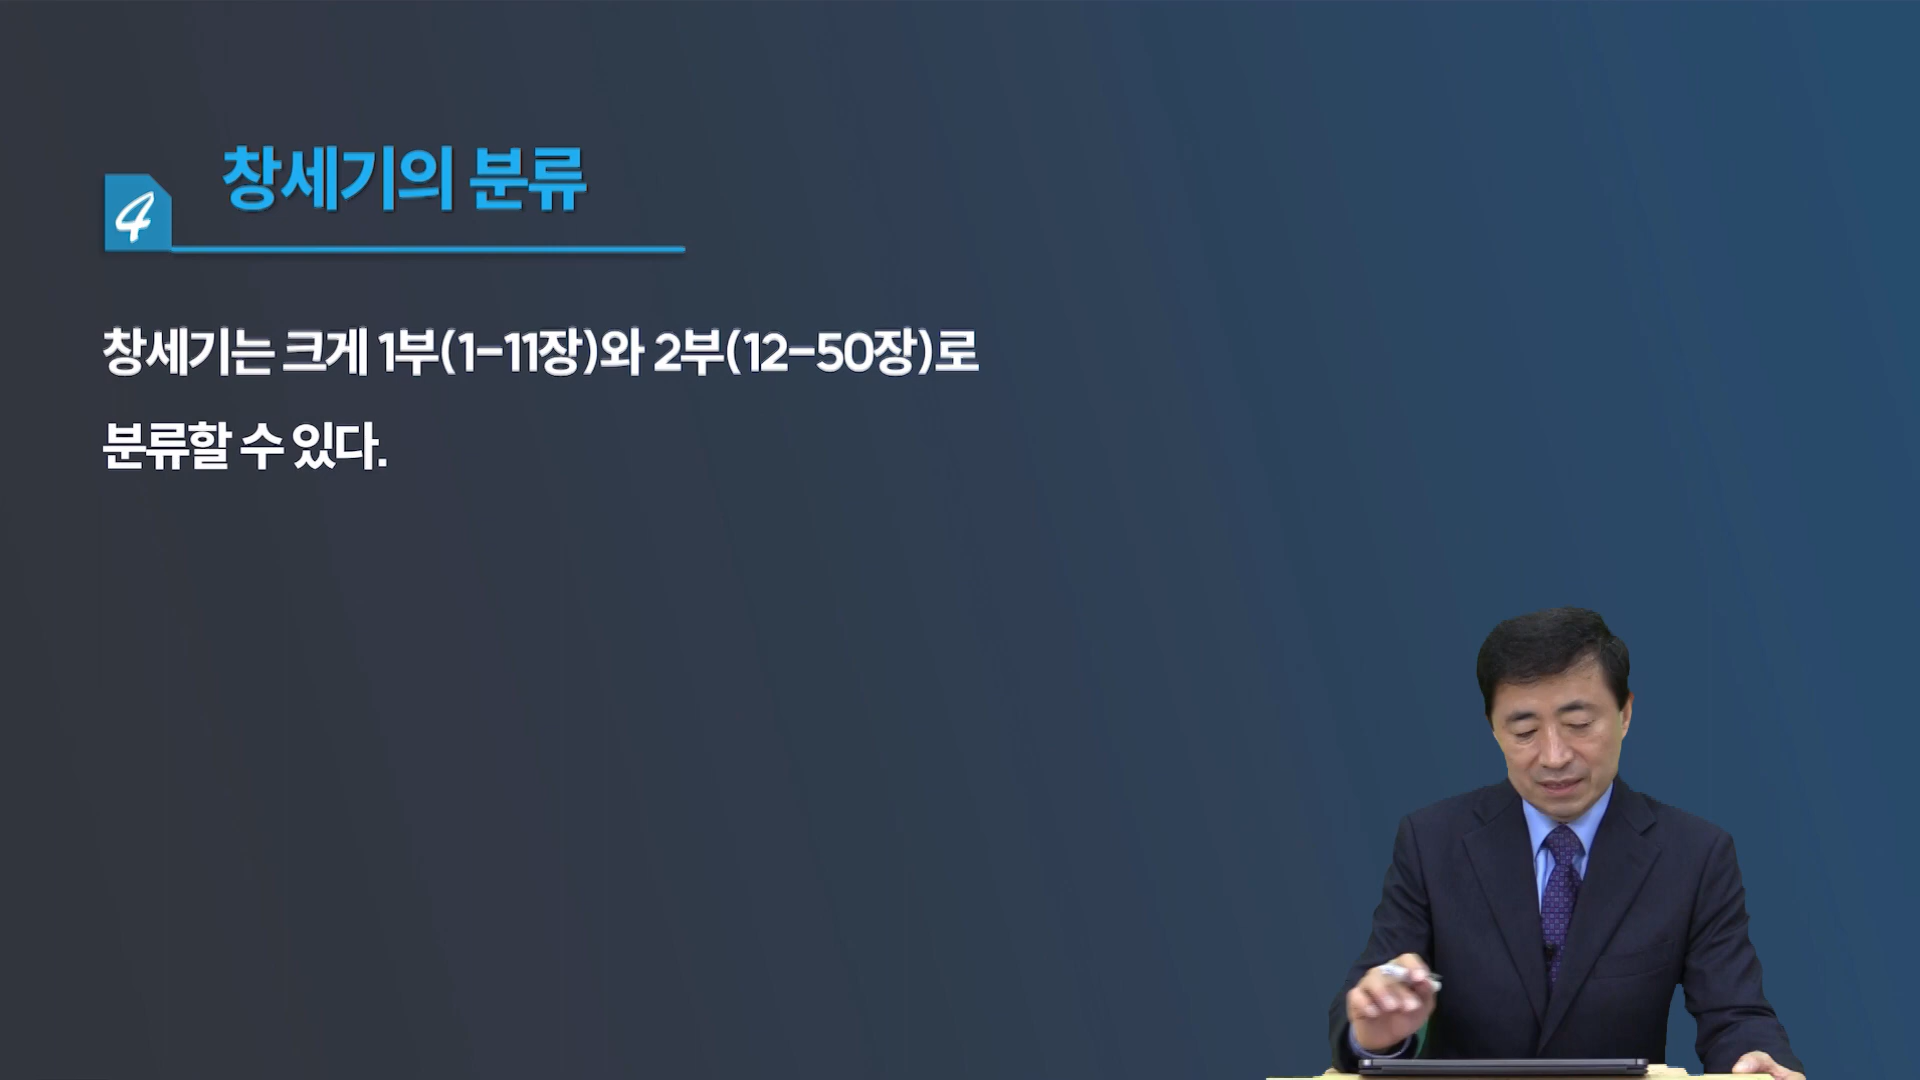 4
창세기의 분류
창세기는 크게 1부(1-11장)와 2부(12-50장)로
분류할 수 있다.